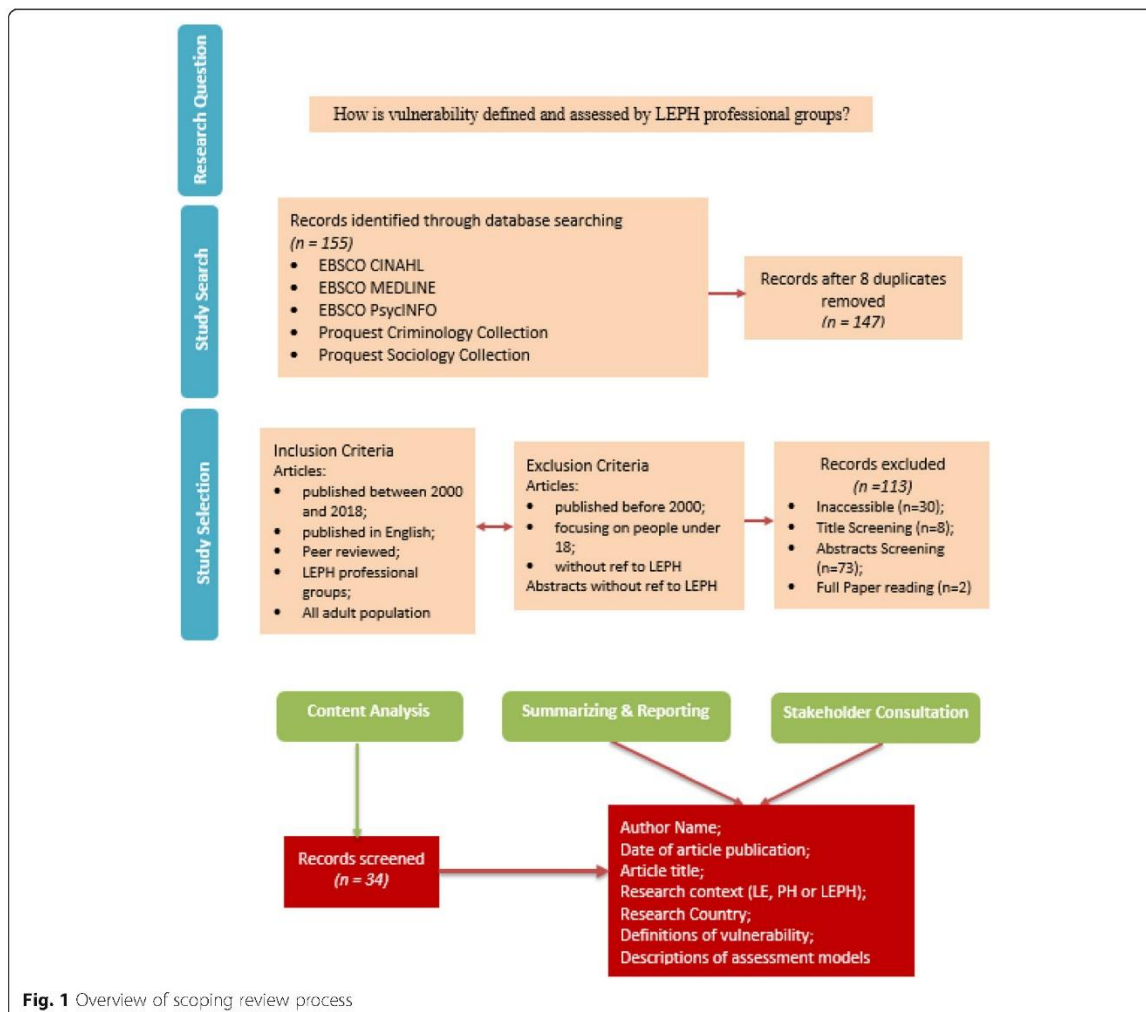 Research Question
How is vulnerability defined and assessed by LEPH professional groups?
Study Search
Records identified through database searching
(n = 155)
• EBSCO CINAHL
• EBSCO MEDLINE
• EBSCO PsycINFO
• Proquest Criminology Collection
• Proquest Sociology Collection
Records after 8 duplicates
removed
(n = 147)
Study Selection
Inclusion Criteria
Articles:
• published between 2000
and 2018;
• published in English;
• Peer reviewed;
• LEPH professional
groups;
• All adult population
Exclusion Criteria
Articles:
• published before 2000;
• focusing on people under
18;
• without ref to LEPH
Abstracts without ref to LEPH
Records excluded
(n =113)
• Inaccessible (n=30);
• Title Screening (n=8);
• Abstracts Screening
(n=73);
• Full Paper reading (n=2)
Content Analysis
Summarizing & Reporting
Stakeholder Consultation
Records screened
(n = 34)
Author Name;
Date of article publication;
Article title;
Research context (LE, PH or LEPH);
Research Country;
Definitions of vulnerability;
Descriptions of assessment models
Fig. 1 Overview of scoping review process